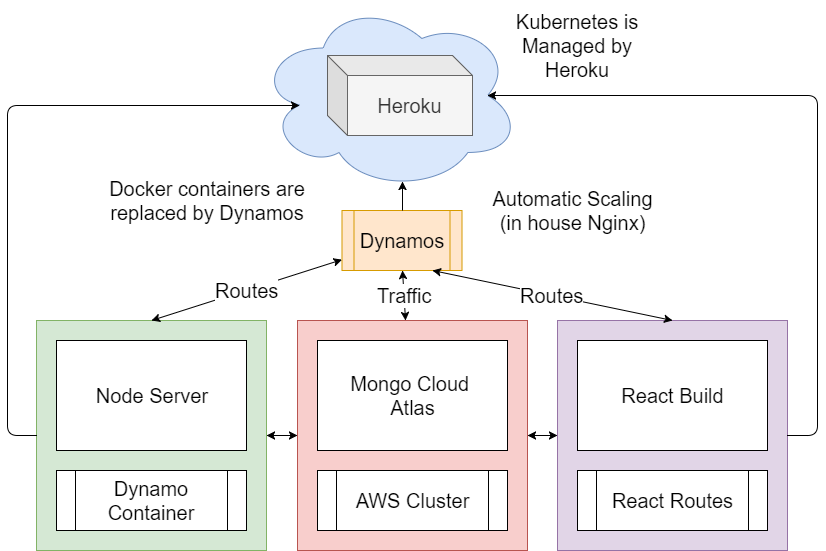 Kubernetes is
Managed by
Heroku
Heroku
Docker containers are
replaced by Dynamos
Automatic Scaling
(in house Nginx)
Dynamos
Routes
Traffic
Routes
Node Server
Mongo Cloud
Atlas
React Build
Dynamo
Container
AWS Cluster
React Routes